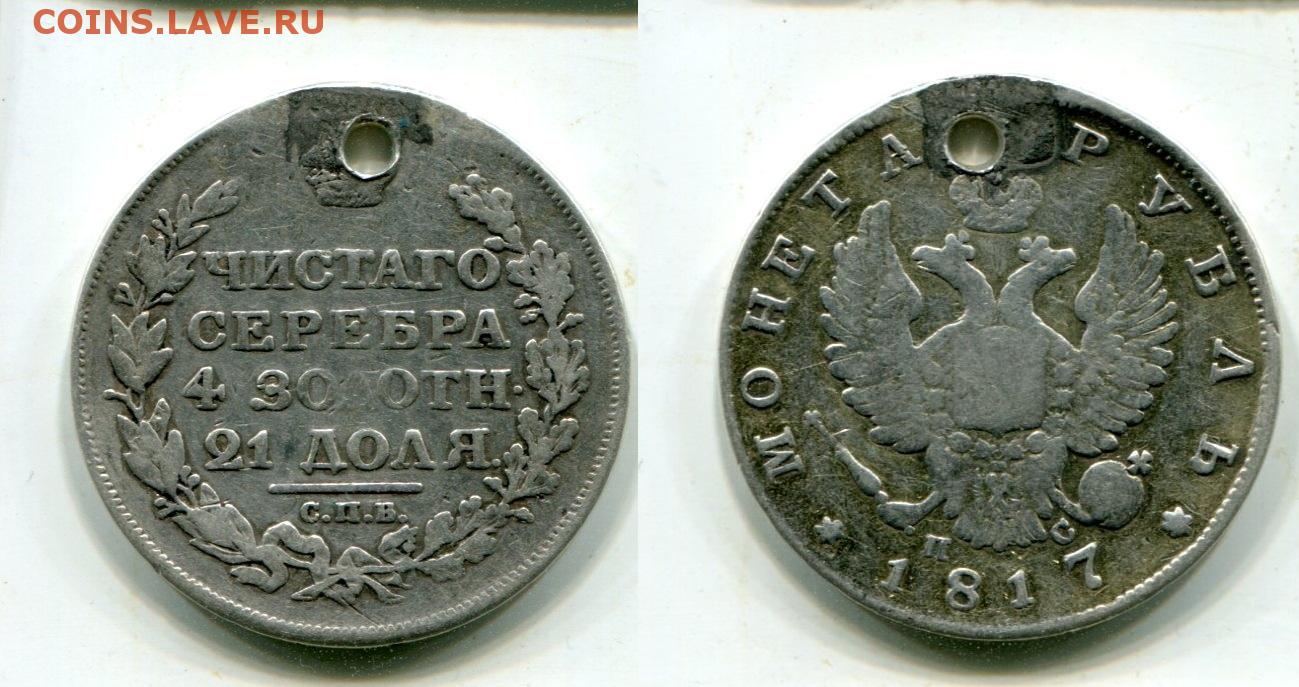 COINS.LAVE.RU
ЧИСТАГО
СЕРЕБРА
4 ЗОЛОТН.
21 ДОЛЯ.
С.П.Б.
МОНЕТА РУБЛЬ
П С
1817